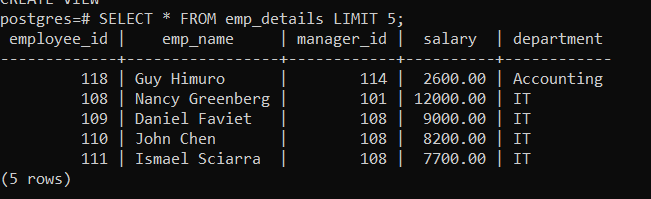 CREATE VIEW
postgres=# SELECT * FROM emp_details LIMIT 5;
 employee_id |    emp_name     | manager_id |  salary  | department
-------------+-----------------+------------+----------+------------
         118 | Guy Himuro      |        114 |  2600.00 | Accounting
         108 | Nancy Greenberg |        101 | 12000.00 | IT
         109 | Daniel Faviet   |        108 |  9000.00 | IT
         110 | John Chen       |        108 |  8200.00 | IT
         111 | Ismael Sciarra  |        108 |  7700.00 | IT
(5 rows)